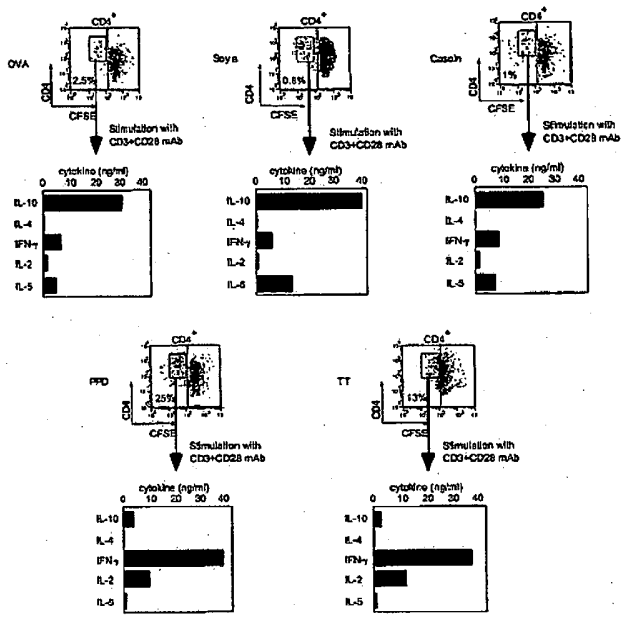 CD4+
OVA
2.5%
CD4
CFSE
Stimulation with
CD3+CD28 mAb
cytokine (ng/ml)
0 10 20 30 40
IL-10
IL-4
IFN-γ
IL-2
IL-5
CD4+
Soya
0.6%
CD4
CFSE
Stimulation with
CD3+CD28 mAb
cytokine (ng/ml)
0 10 20 30 40
IL-10
IL-4
IFN-γ
IL-2
IL-5
CD4+
Casein
1%
CD4
CFSE
Stimulation with
CD3+CD28 mAb
cytokine (ng/ml)
0 10 20 30 40
IL-10
IL-4
IFN-γ
IL-2
IL-5
CD4+
PPD
25%
CD4
CFSE
Stimulation with
CD3+CD28 mAb
cytokine (ng/ml)
0 10 20 30 40
IL-10
IL-4
IFN-γ
IL-2
IL-5
CD4+
TT
13%
CD4
CFSE
Stimulation with
CD3+CD28 mAb
cytokine (ng/ml)
0 10 20 30 40
IL-10
IL-4
IFN-γ
IL-2
IL-5